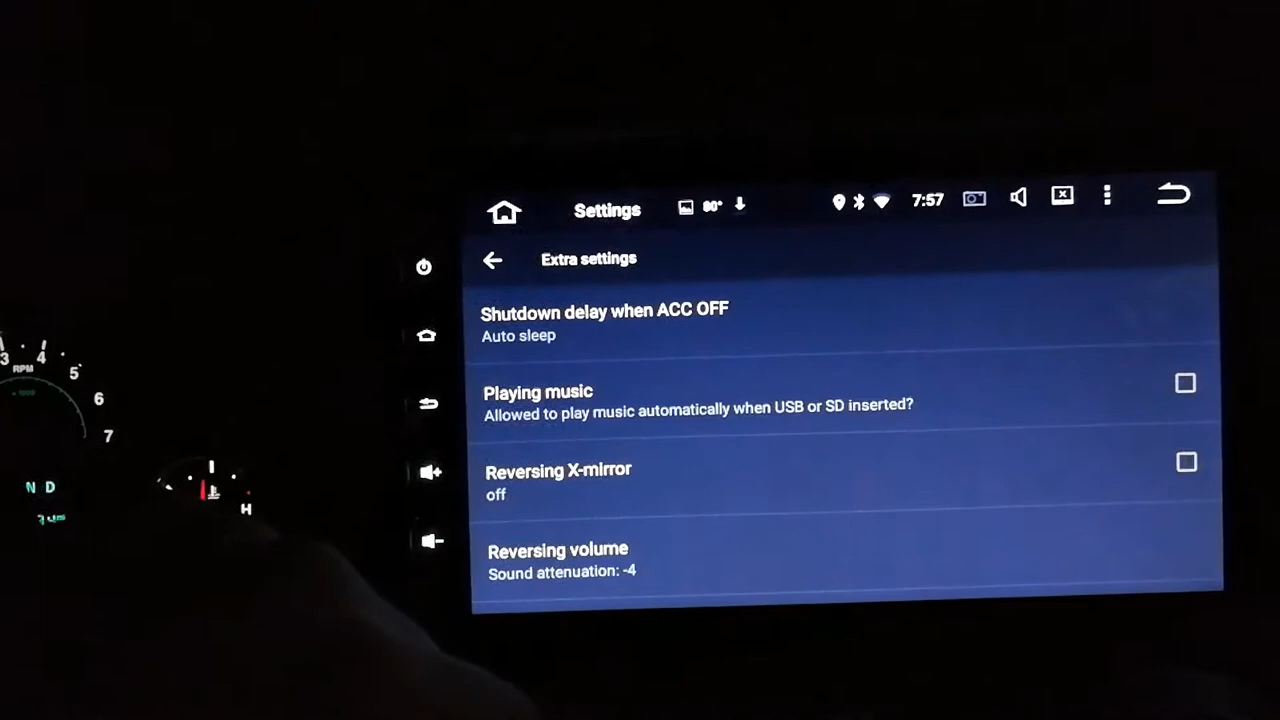 Settings 80° 7:57
Extra settings
Shutdown delay when ACC OFF
Auto sleep
Playing music
Allowed to play music automatically when USB or SD inserted?
Reversing X-mirror
off
Reversing volume
Sound attenuation: -4
3 4 5 6 7
RPM
N D
H